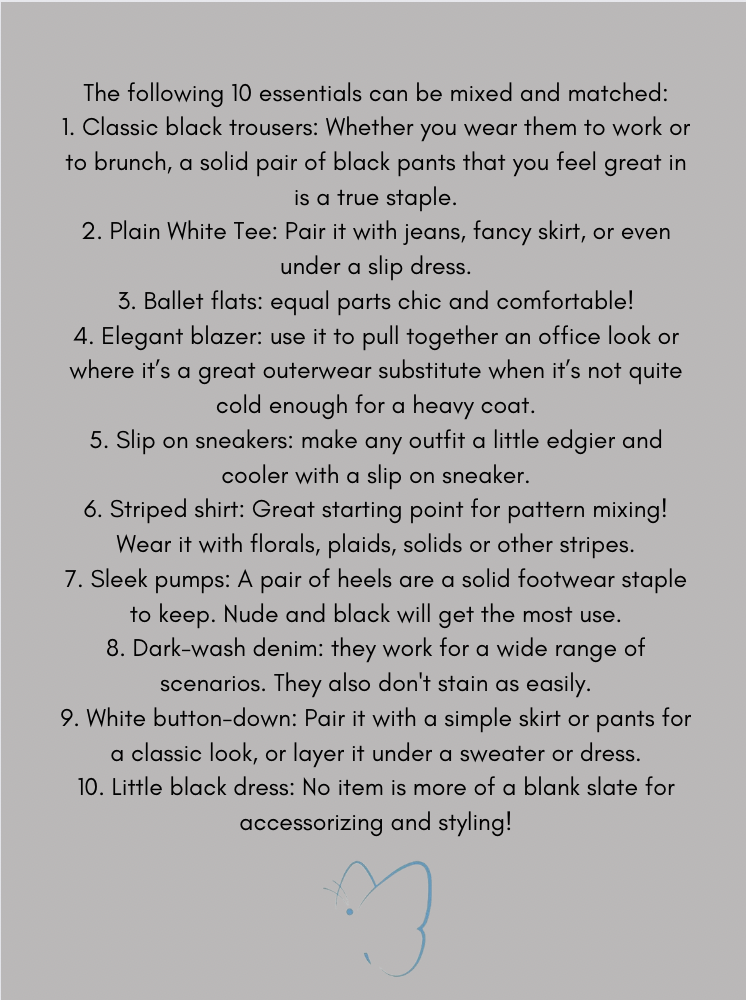 The following 10 essentials can be mixed and matched:
1. Classic black trousers: Whether you wear them to work or
to brunch, a solid pair of black pants that you feel great in
is a true staple.
2. Plain White Tee: Pair it with jeans, fancy skirt, or even
under a slip dress.
3. Ballet flats: equal parts chic and comfortable!
4. Elegant blazer: use it to pull together an office look or
where it’s a great outerwear substitute when it’s not quite
cold enough for a heavy coat.
5. Slip on sneakers: make any outfit a little edgier and
cooler with a slip on sneaker.
6. Striped shirt: Great starting point for pattern mixing!
Wear it with florals, plaids, solids or other stripes.
7. Sleek pumps: A pair of heels are a solid footwear staple
to keep. Nude and black will get the most use.
8. Dark-wash denim: they work for a wide range of
scenarios. They also don't stain as easily.
9. White button-down: Pair it with a simple skirt or pants for
a classic look, or layer it under a sweater or dress.
10. Little black dress: No item is more of a blank slate for
accessorizing and styling!